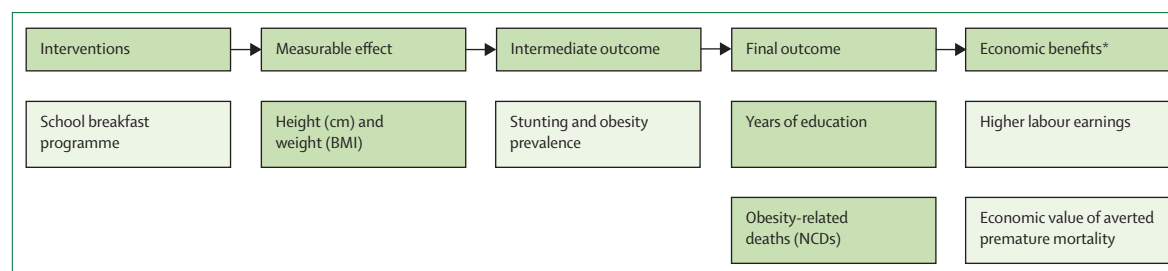 Interventions
Measurable effect
Intermediate outcome
Final outcome
Economic benefits*
School breakfast
programme
Height (cm) and
weight (BMI)
Stunting and obesity
prevalence
Years of education
Higher labour earnings
Obesity-related
deaths (NCDs)
Economic value of averted
premature mortality